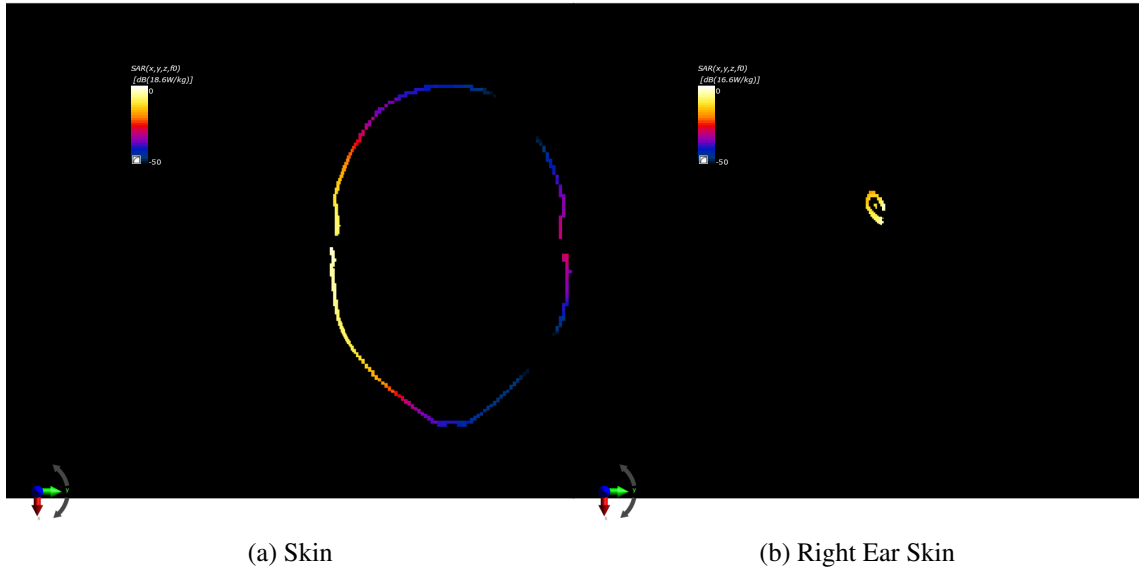 SAR(x,y,z,f0)
[dB(18.6W/kg)]
0
-50
SAR(x,y,z,f0)
[dB(16.6W/kg)]
0
-50
Y
Y
(a) Skin
(b) Right Ear Skin